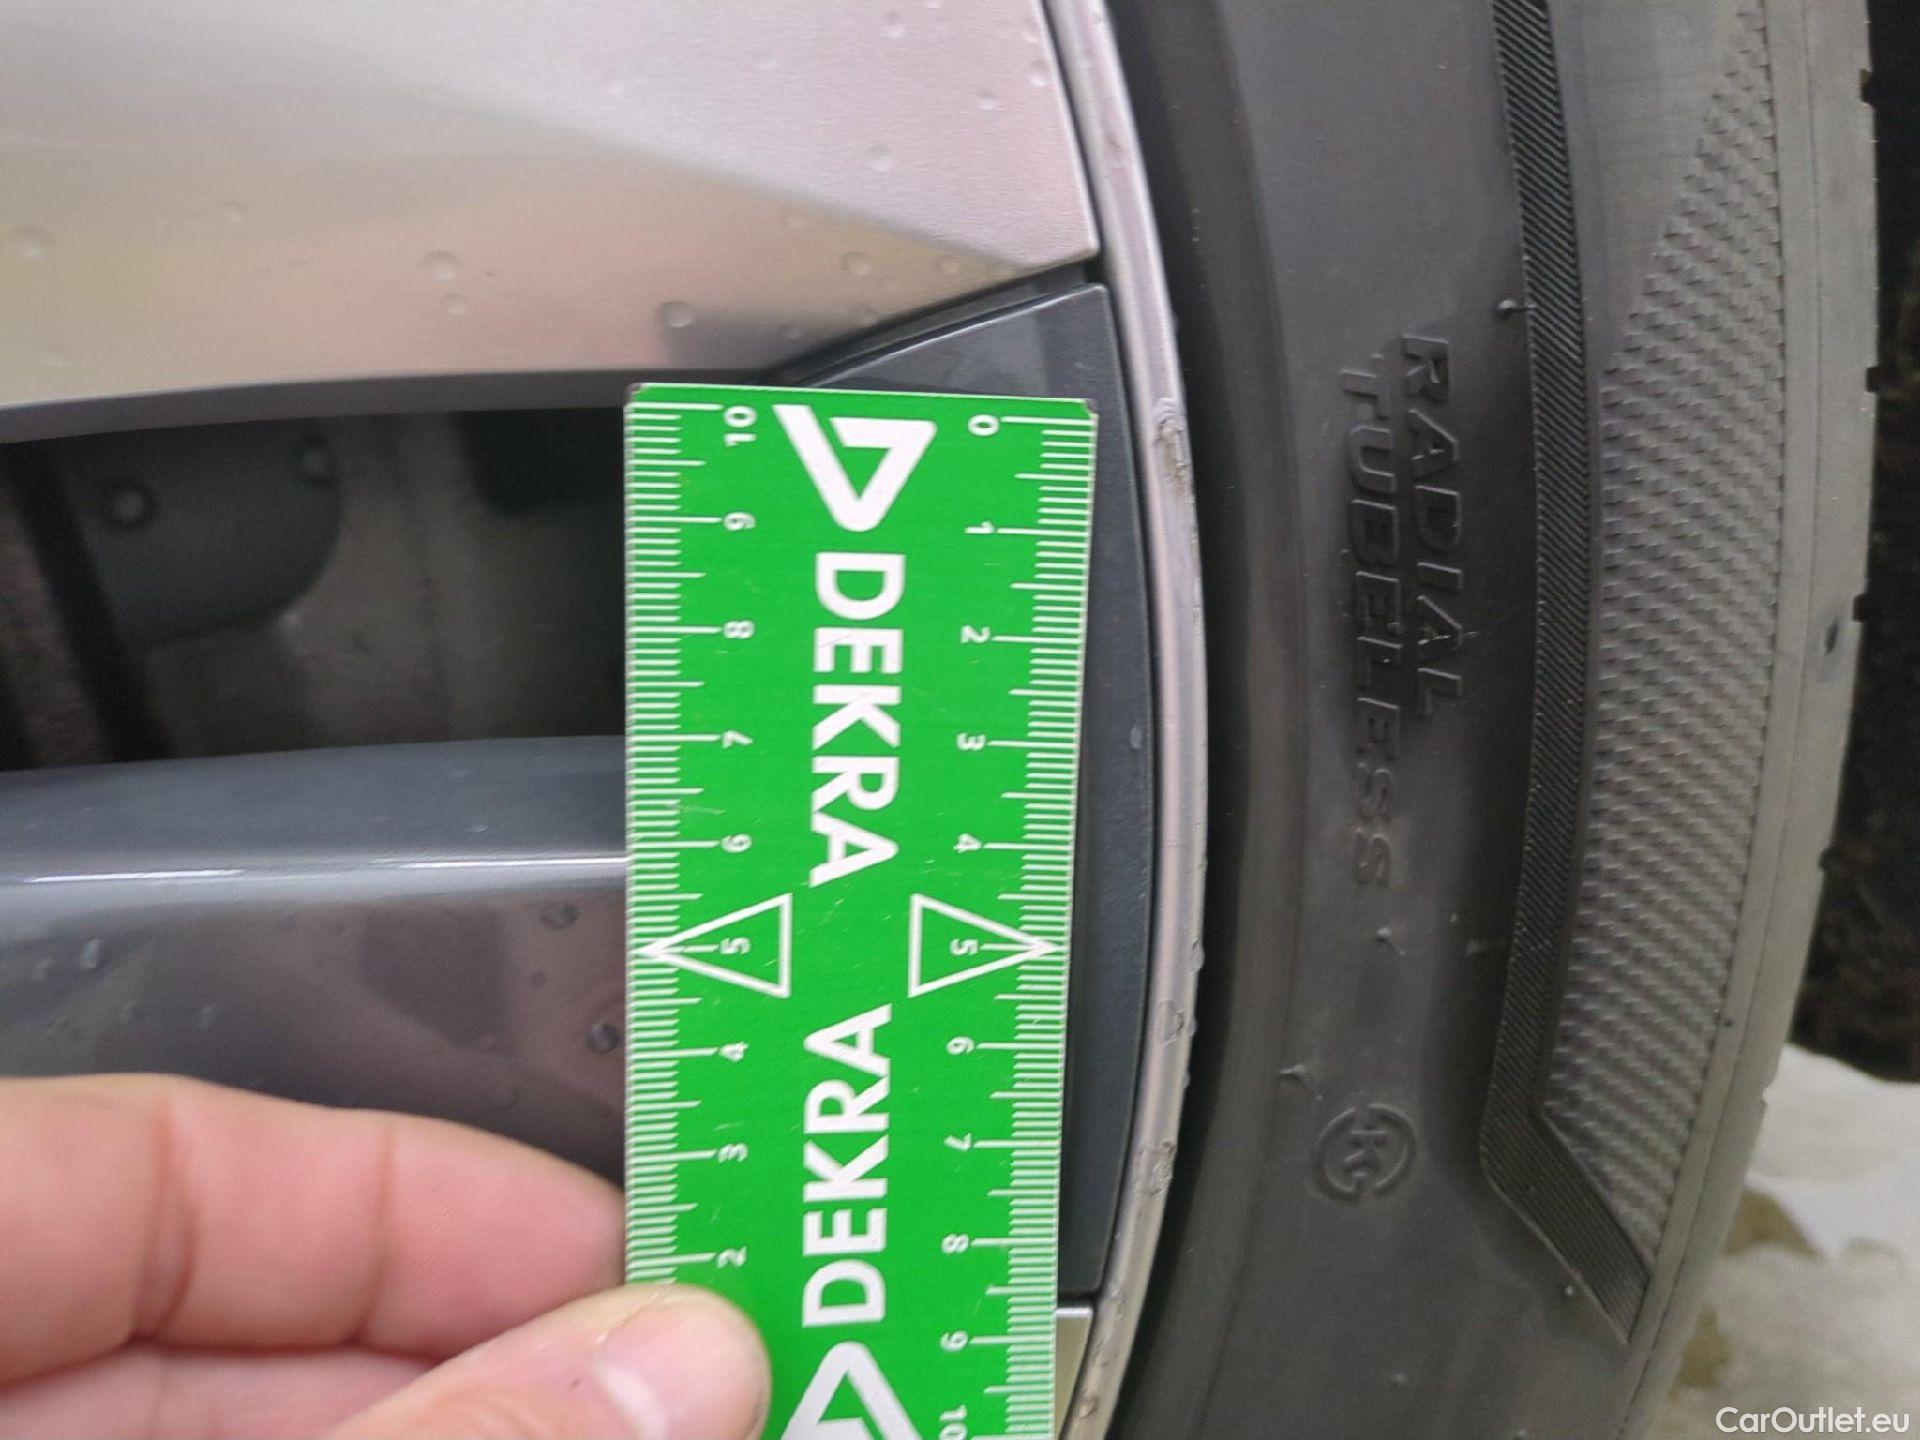 0 1 2 3 4 5 6 7 8 9 10
DEKRA DEKRA
10 9 8 7 6 5 4 3 2
RADIAL
TUBELESS
K
CarOutlet.eu